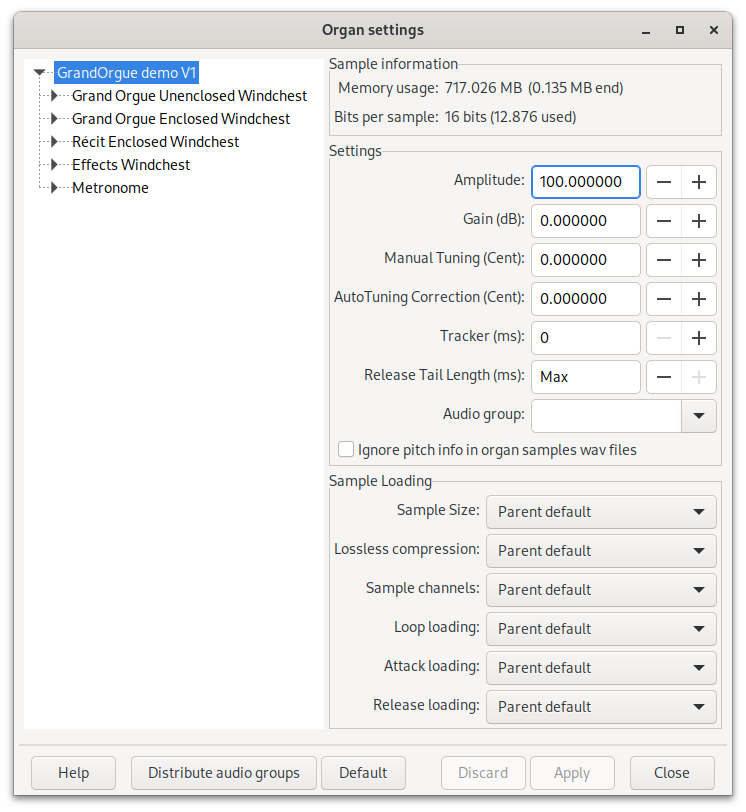 Organ settings
GrandOrgue demo V1
Grand Orgue Unenclosed Windchest
Grand Orgue Enclosed Windchest
Récit Enclosed Windchest
Effects Windchest
Metronome
Sample information
Memory usage: 717.026 MB (0.135 MB end)
Bits per sample: 16 bits (12.876 used)
Settings
Amplitude: 100.000000
Gain (dB): 0.000000
Manual Tuning (Cent): 0.000000
AutoTuning Correction (Cent): 0.000000
Tracker (ms): 0
Release Tail Length (ms): Max
Audio group:
Ignore pitch info in organ samples wav files
Sample Loading
Sample Size: Parent default
Lossless compression: Parent default
Sample channels: Parent default
Loop loading: Parent default
Attack loading: Parent default
Release loading: Parent default
Help Distribute audio groups Default Discard Apply Close